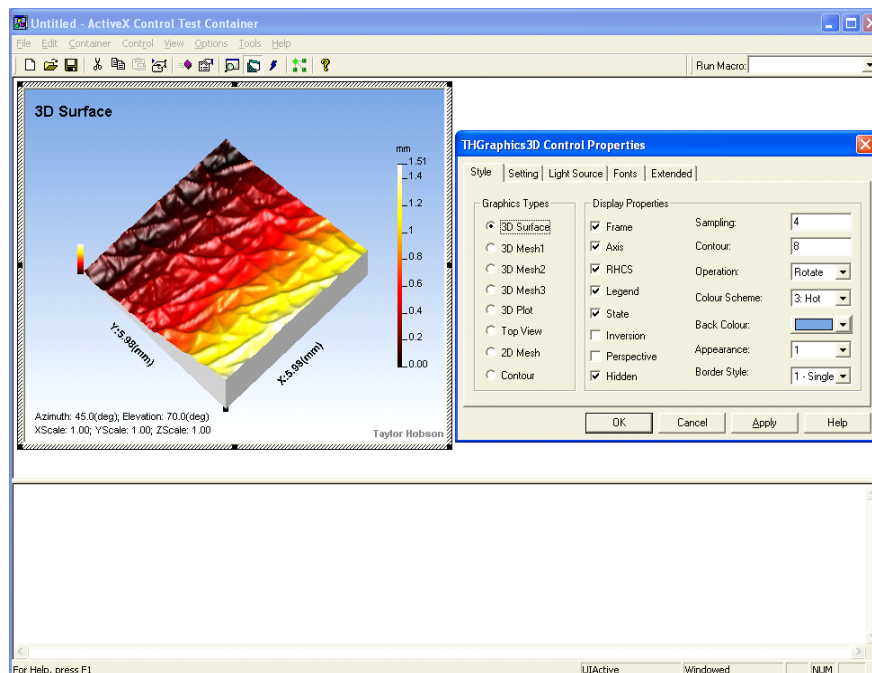 Untitled - ActiveX Control Test Container
File Edit Container Control View Options Tools Help
Run Macro:
3D Surface
mm
1.51
1.4
1.2
1
0.8
0.6
0.4
0.2
0.00
Y:5.98(mm)
X:5.99(mm)
Azimuth: 45.0(deg); Elevation: 70.0(deg)
XScale: 1.00; YScale: 1.00; ZScale: 1.00
Taylor Hobson
THGraphics3D Control Properties
Style Setting Light Source Fonts Extended
Graphics Types
3D Surface
3D Mesh1
3D Mesh2
3D Mesh3
3D Plot
Top View
2D Mesh
Contour
Display Properties
Frame
Axis
RHCS
Legend
State
Inversion
Perspective
Hidden
Sampling: 4
Contour: 8
Operation: Rotate
Colour Scheme: 3: Hot
Back Colour:
Appearance: 1
Border Style: 1 - Single
OK Cancel Apply Help
For Help, press F1 UIActive Windowed NUM